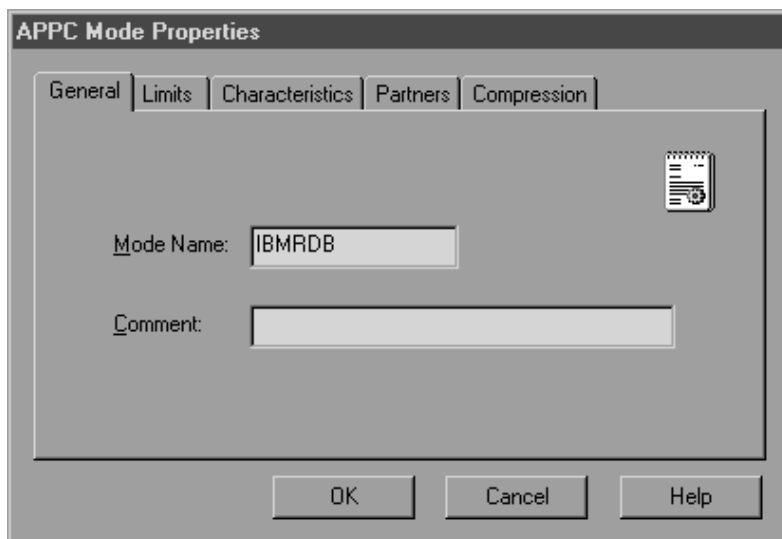 APPC Mode Properties
General Limits Characteristics Partners Compression
Mode Name: IBMRDB
Comment:
OK Cancel Help